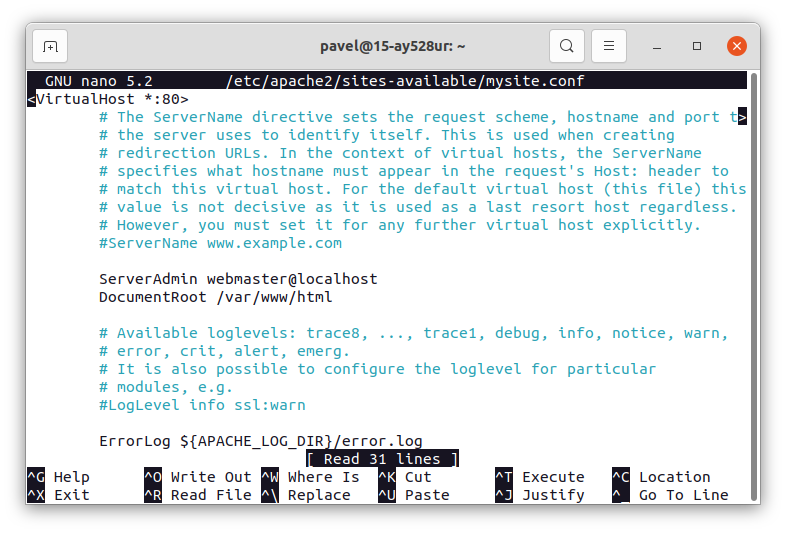 pavel@15-ay528ur: ~
GNU nano 5.2 /etc/apache2/sites-available/mysite.conf
<VirtualHost *:80>
# The ServerName directive sets the request scheme, hostname and port t>
# the server uses to identify itself. This is used when creating
# redirection URLs. In the context of virtual hosts, the ServerName
# specifies what hostname must appear in the request's Host: header to
# match this virtual host. For the default virtual host (this file) this
# value is not decisive as it is used as a last resort host regardless.
# However, you must set it for any further virtual host explicitly.
#ServerName www.example.com
ServerAdmin webmaster@localhost
DocumentRoot /var/www/html
# Available loglevels: trace8, ..., trace1, debug, info, notice, warn,
# error, crit, alert, emerg.
# It is also possible to configure the loglevel for particular
# modules, e.g.
#LogLevel info ssl:warn
ErrorLog ${APACHE_LOG_DIR}/error.log
[ Read 31 lines ]
^G Help ^O Write Out ^W Where Is ^K Cut ^T Execute ^C Location
^X Exit ^R Read File ^\ Replace ^U Paste ^J Justify ^_ Go To Line